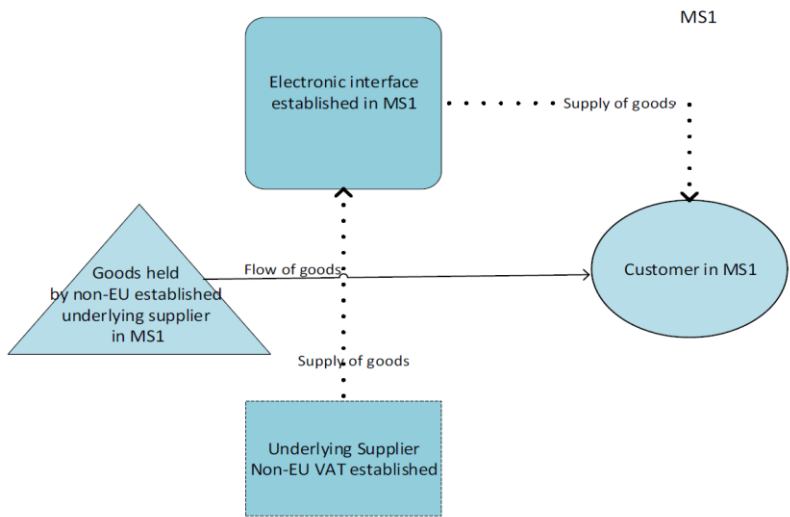 MS1
Electronic interface
established in MS1
Supply of goods
Goods held
by non-EU established
underlying supplier
in MS1
Flow of goods
Customer in MS1
Supply of goods
Underlying Supplier
Non-EU VAT established